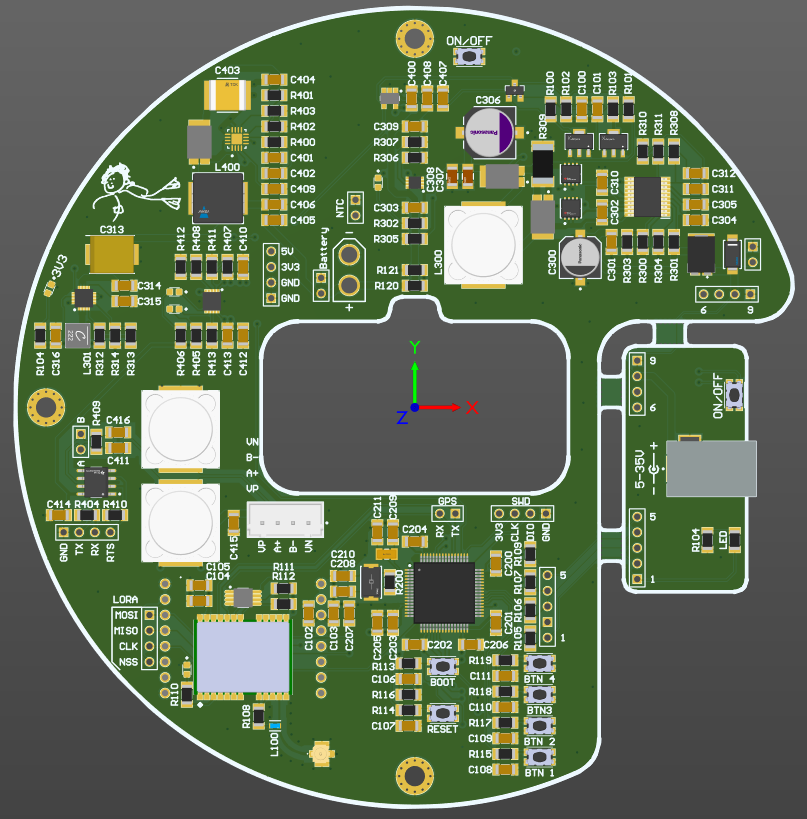 ON/OFF
C403
C404
R401
R403
R402
R400
C401
C402
C409
C406
C405
L400
C400
C408
C407
C306
Panasonic
R100
R102
C100
C101
R103
R101
R310
R311
R308
R309
C309
R307
R306
C308
C307
C303
R302
R305
R121
R120
L300
C310
C302
C312
C311
C305
C304
C300
Panasonic
C301
R303
R300
R304
R301
6
9
NTC
Battery
-
+
C313
3V3
R412
R408
R411
R407
C410
5V
3V3
GND
GND
C314
C315
R104
C316
L301
R312
R314
R313
R406
R405
R413
C413
C412
Y
X
Z
9
6
ON/OFF
5-35V
+
-
5
1
R104
LED
B
R409
C416
A
C411
VN
B-
A+
VP
C414
R404
R410
GND
TX
RX
RTS
C415
VP
A+
B-
VN
C211
C209
GPS
RX
TX
SWD
3V3
CLK
DIO
GND
C204
C210
C208
R200
C200
R109
R107
R106
R105
5
1
C105
C104
R111
R112
LORA
MOSI
MISO
CLK
NSS
C102
C103
C207
C205
C203
C202
C206
C201
R110
R108
L100
R113
C106
R116
R114
C107
BOOT
RESET
R119
C111
R118
C110
R117
C109
R115
C108
BTN 4
BTN3
BTN 2
BTN 1